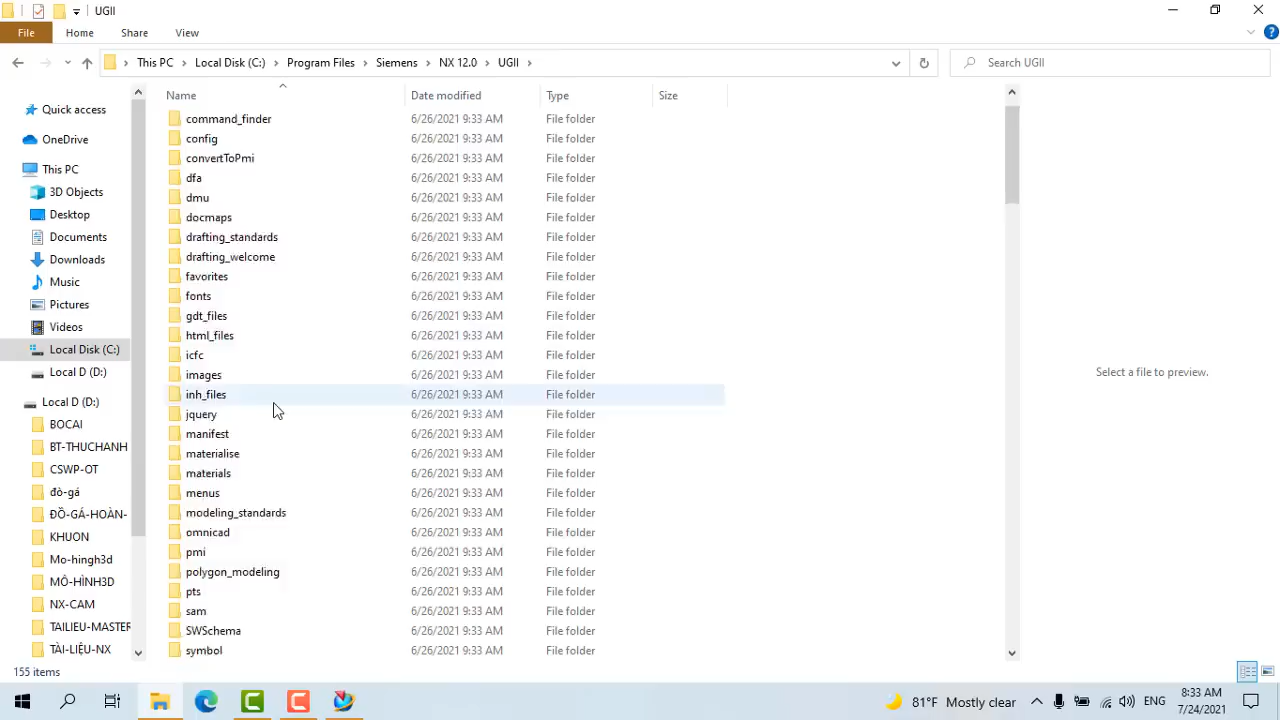 UGII
File Home Share View
This PC Local Disk (C:) Program Files Siemens NX 12.0 UGII
Search UGII
Name Date modified Type Size
Quick access
OneDrive
This PC
3D Objects
Desktop
Documents
Downloads
Music
Pictures
Videos
Local Disk (C:)
Local D (D:)
Local D (D:)
BOCAI
BT-THUCHANH
CSWP-OT
đò-gá
ĐỒ-GÁ-HOÀN-
KHUON
Mo-hingh3d
MÔ-HÌNH3D
NX-CAM
TAILIEU-MASTER
TÀI-LIỆU-NX
command_finder 6/26/2021 9:33 AM File folder
config 6/26/2021 9:33 AM File folder
convertToPmi 6/26/2021 9:33 AM File folder
dfa 6/26/2021 9:33 AM File folder
dmu 6/26/2021 9:33 AM File folder
docmaps 6/26/2021 9:33 AM File folder
drafting_standards 6/26/2021 9:33 AM File folder
drafting_welcome 6/26/2021 9:33 AM File folder
favorites 6/26/2021 9:33 AM File folder
fonts 6/26/2021 9:33 AM File folder
gdt_files 6/26/2021 9:33 AM File folder
html_files 6/26/2021 9:33 AM File folder
icfc 6/26/2021 9:33 AM File folder
images 6/26/2021 9:33 AM File folder
inh_files 6/26/2021 9:33 AM File folder
jquery 6/26/2021 9:33 AM File folder
manifest 6/26/2021 9:33 AM File folder
materialise 6/26/2021 9:33 AM File folder
materials 6/26/2021 9:33 AM File folder
menus 6/26/2021 9:33 AM File folder
modeling_standards 6/26/2021 9:33 AM File folder
omnicad 6/26/2021 9:33 AM File folder
pmi 6/26/2021 9:33 AM File folder
polygon_modeling 6/26/2021 9:33 AM File folder
pts 6/26/2021 9:33 AM File folder
sam 6/26/2021 9:33 AM File folder
SWSchema 6/26/2021 9:33 AM File folder
symbol 6/26/2021 9:33 AM File folder
Select a file to preview.
155 items
81°F Mostly clear
ENG
8:33 AM
7/24/2021